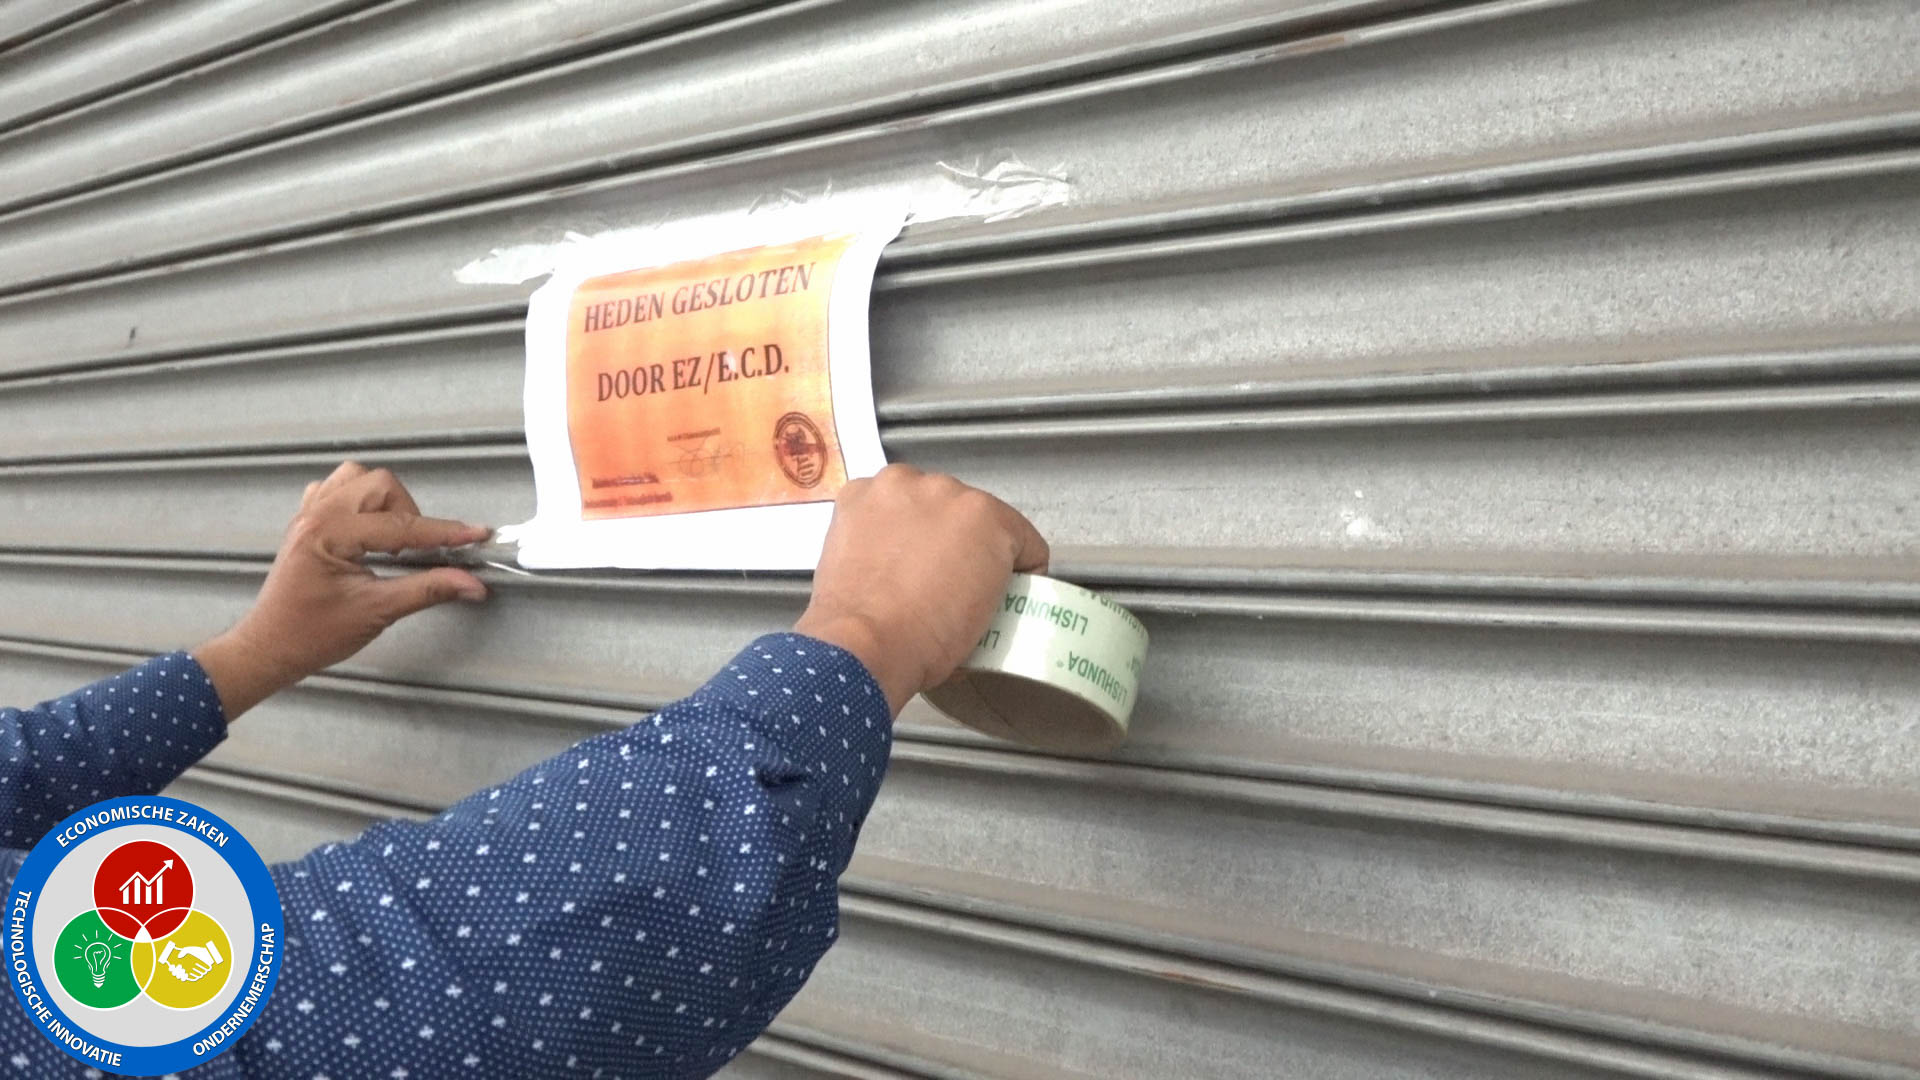 HEDEN GESLOTEN
DOOR EZ/E.C.D.
LISHUNDA®
LISHUNDA®
ECONOMISCHE ZAKEN
TECHNOLOGISCHE INNOVATIE
ONDERNEMERSCHAP